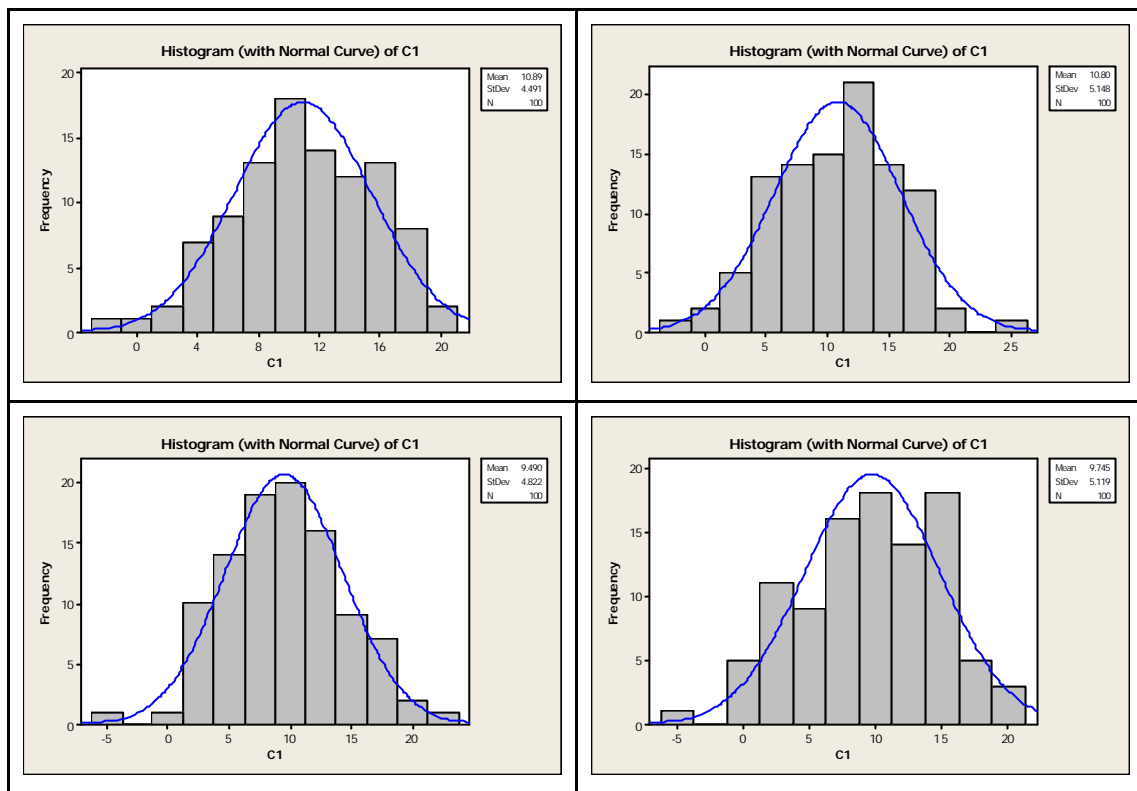 Histogram (with Normal Curve) of C1
Mean 10.89
StDev 4.491
N 100
Frequency
20
15
10
5
0
0 4 8 12 16 20
C1
Histogram (with Normal Curve) of C1
Mean 10.80
StDev 5.148
N 100
Frequency
20
15
10
5
0
0 5 10 15 20 25
C1
Histogram (with Normal Curve) of C1
Mean 9.490
StDev 4.822
N 100
Frequency
20
15
10
5
0
-5 0 5 10 15 20
C1
Histogram (with Normal Curve) of C1
Mean 9.745
StDev 5.119
N 100
Frequency
20
15
10
5
0
-5 0 5 10 15 20
C1